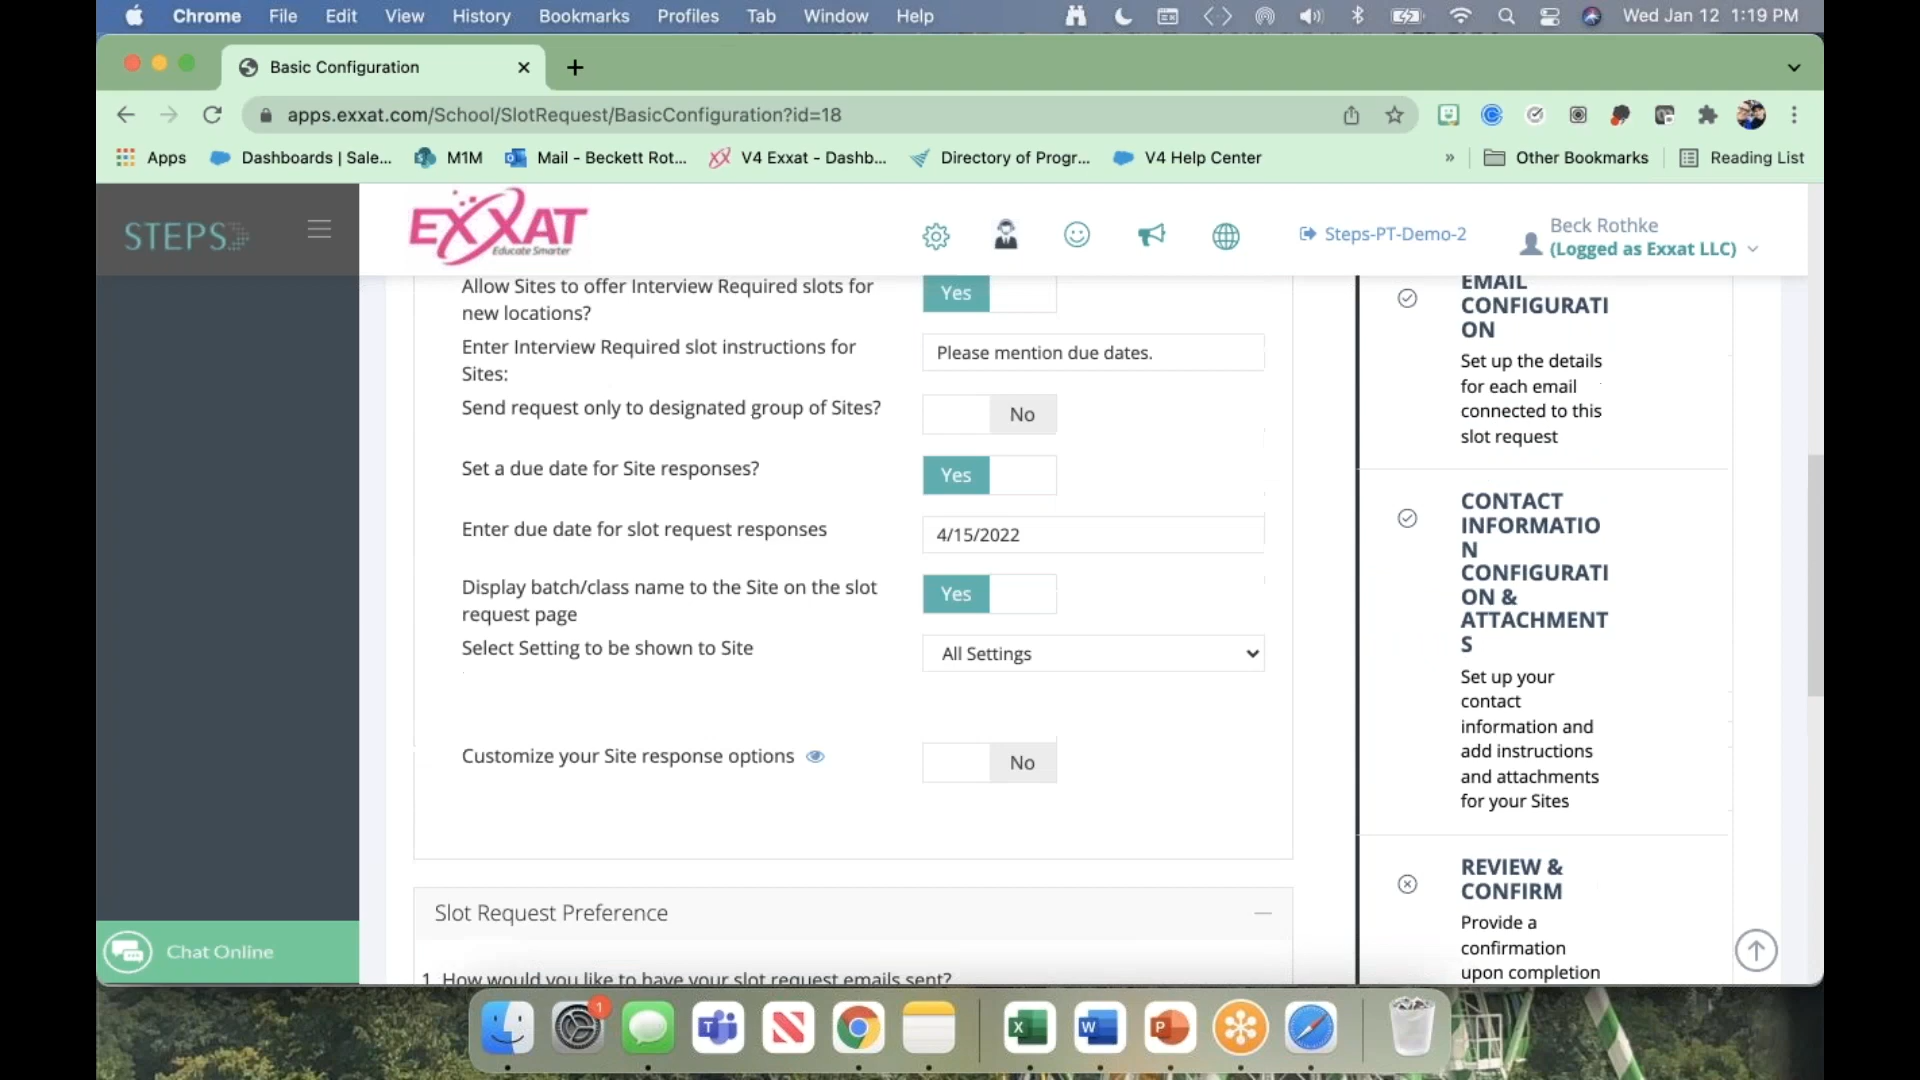 Chrome File Edit View History Bookmarks Profiles Tab Window Help Wed Jan 12 1:19 PM
Basic Configuration
apps.exxat.com/School/SlotRequest/BasicConfiguration?id=18
Apps Dashboards | Sale... M1M Mail - Beckett Rot... V4 Exxat - Dashb... Directory of Progr... V4 Help Center » Other Bookmarks Reading List
STEPS
EXXAT
Educate Smarter
Steps-PT-Demo-2
Beck Rothke
(Logged as Exxat LLC)
Allow Sites to offer Interview Required slots for
new locations?
Yes
Enter Interview Required slot instructions for
Sites:
Please mention due dates.
Send request only to designated group of Sites?
No
Set a due date for Site responses?
Yes
Enter due date for slot request responses
4/15/2022
Display batch/class name to the Site on the slot
request page
Yes
Select Setting to be shown to Site
All Settings
Customize your Site response options
No
Slot Request Preference
1. How would you like to have your slot request emails sent?
EMAIL
CONFIGURATI
ON
Set up the details
for each email
connected to this
slot request
CONTACT
INFORMATIO
N
CONFIGURATI
ON &
ATTACHMENT
S
Set up your
contact
information and
add instructions
and attachments
for your Sites
REVIEW &
CONFIRM
Provide a
confirmation
upon completion
Chat Online
1